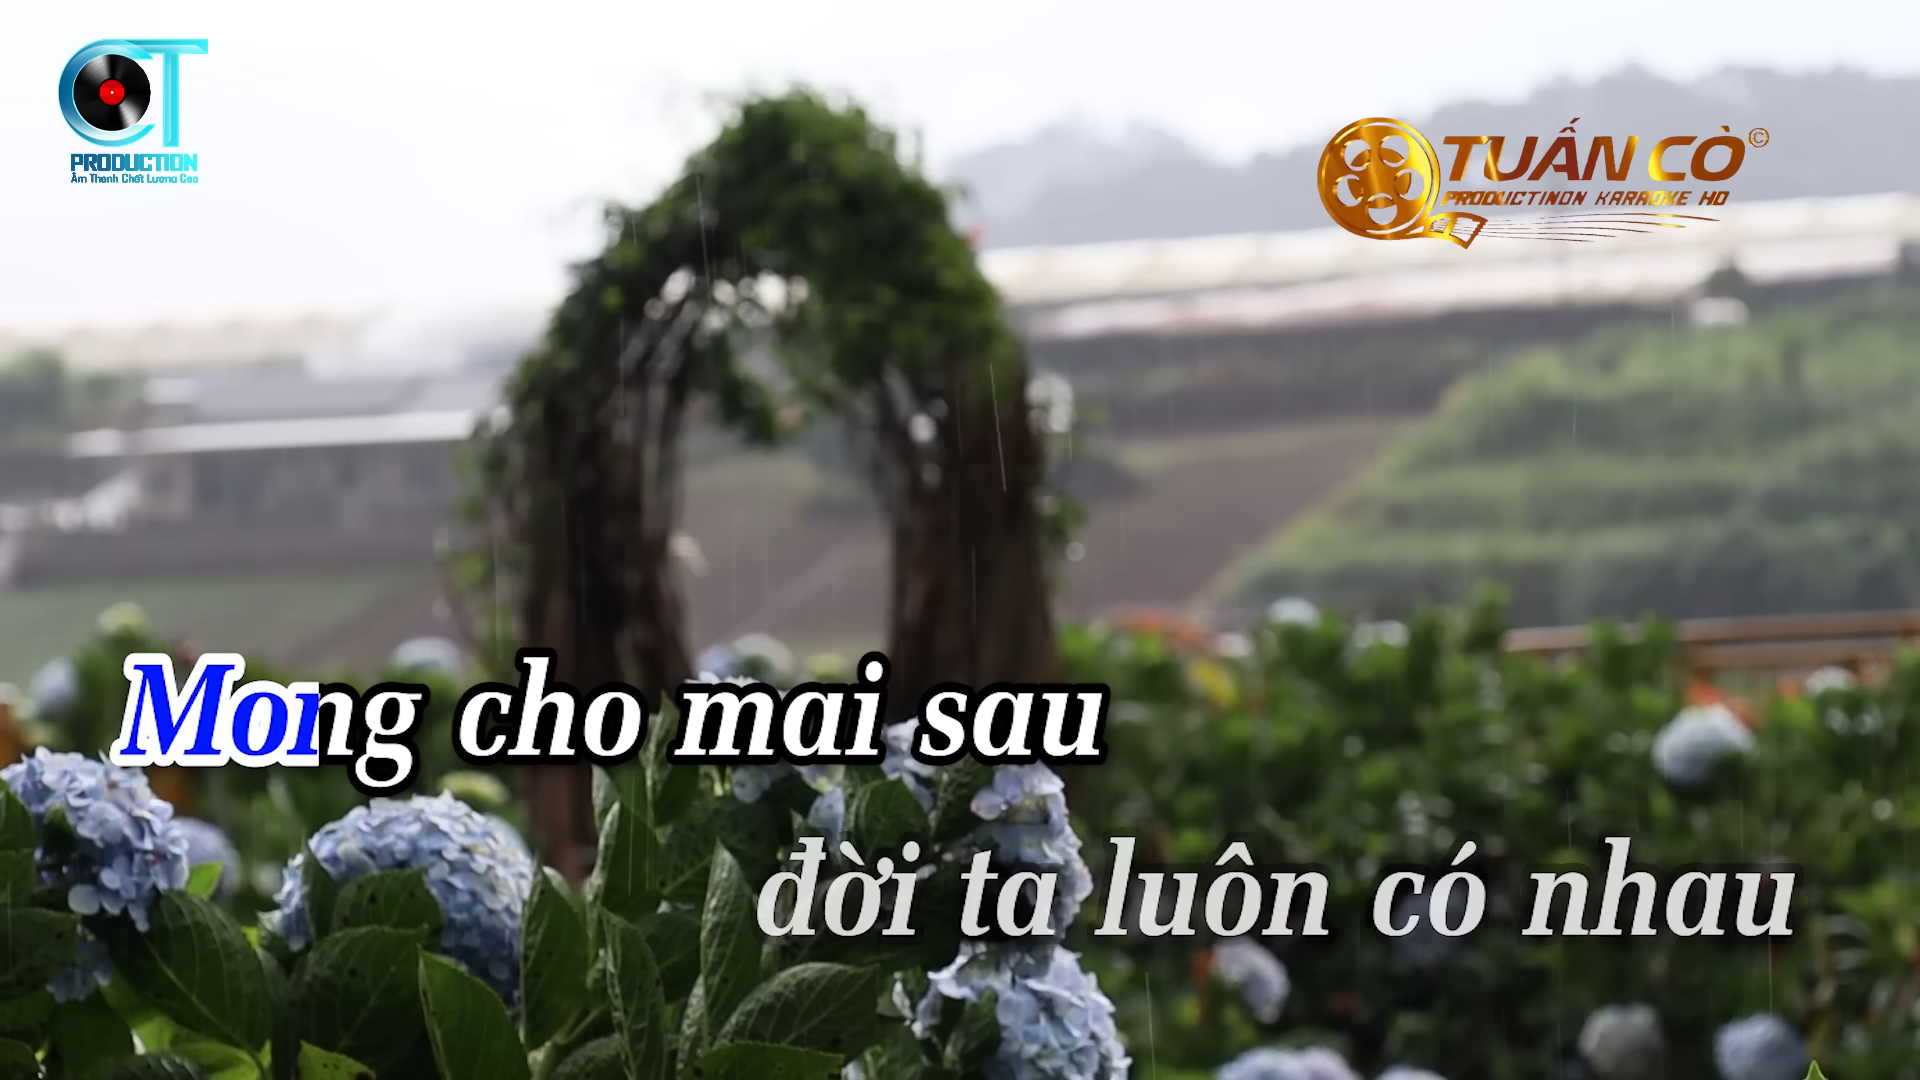 CT
PRODUCTION
Âm Thanh Chất Lượng Cao
TUẤN CÒ©
PRODUCTINON KARAOKE HD
Mong cho mai sau
đời ta luôn có nhau